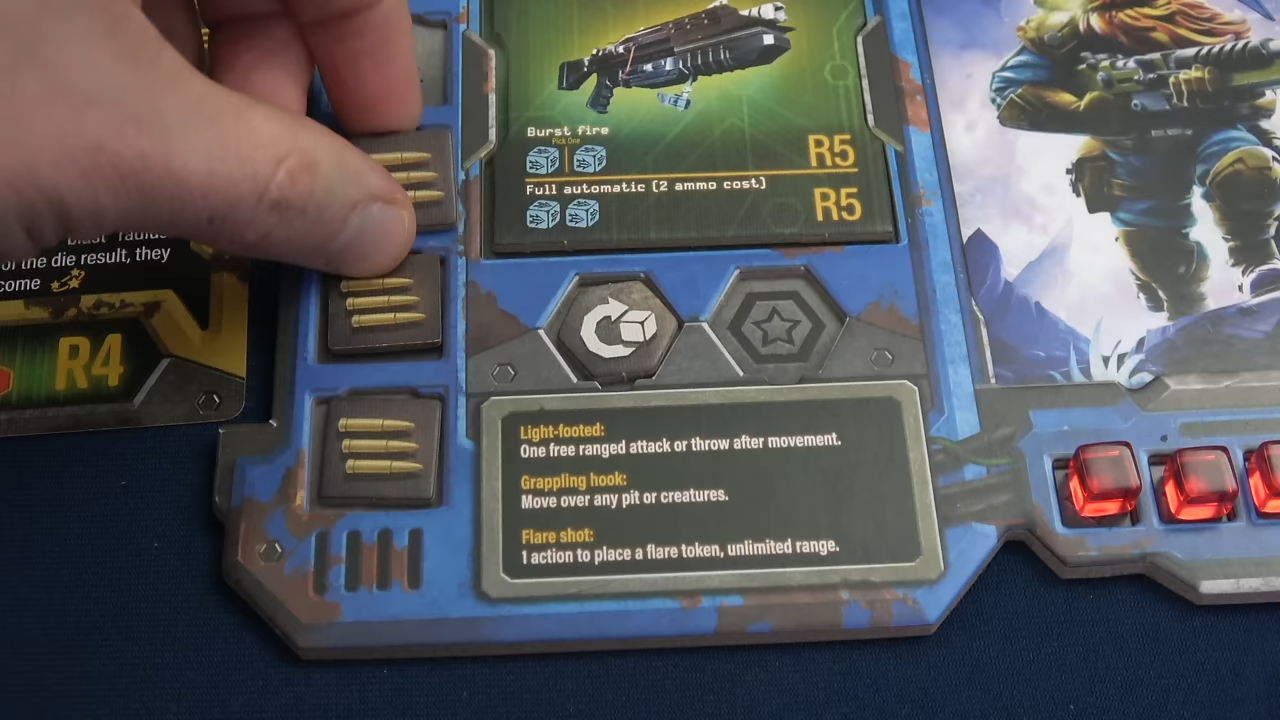 Burst fire
Pick One
R5
Full automatic (2 ammo cost)
R5
blast radius
of the die result, they
come
R4
Light-footed:
One free ranged attack or throw after movement.
Grappling hook:
Move over any pit or creatures.
Flare shot:
1 action to place a flare token, unlimited range.